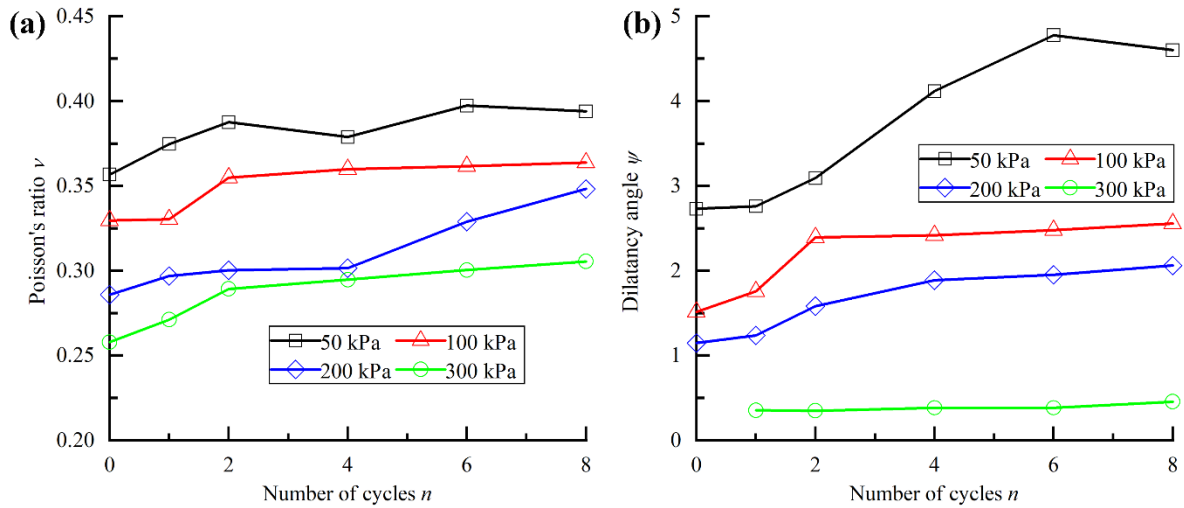 (a)
0.45
0.40
0.35
0.30
0.25
0.20
Poisson's ratio ν
50 kPa 100 kPa
200 kPa 300 kPa
0 2 4 6 8
Number of cycles n
(b)
5
4
3
2
1
0
Dilatancy angle ψ
50 kPa 100 kPa
200 kPa 300 kPa
0 2 4 6 8
Number of cycles n